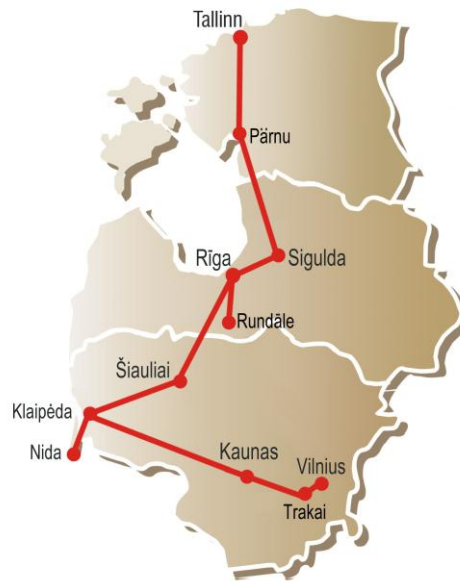 Tallinn
Pärnu
Sigulda
Rīga
Rundāle
Šiauliai
Klaipėda
Nida
Kaunas
Vilnius
Trakai